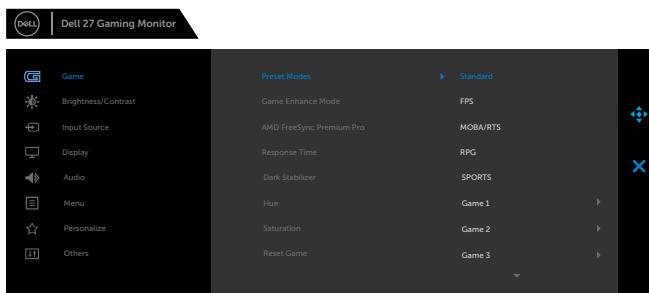 DELL
Dell 27 Gaming Monitor
Game
Preset Modes
Standard
Brightness/Contrast
Game Enhance Mode
FPS
Input Source
AMD FreeSync Premium Pro
MOBA/RTS
Display
Response Time
RPG
Audio
Dark Stabilizer
SPORTS
Menu
Hue
Game 1
Personalize
Saturation
Game 2
Others
Reset Game
Game 3